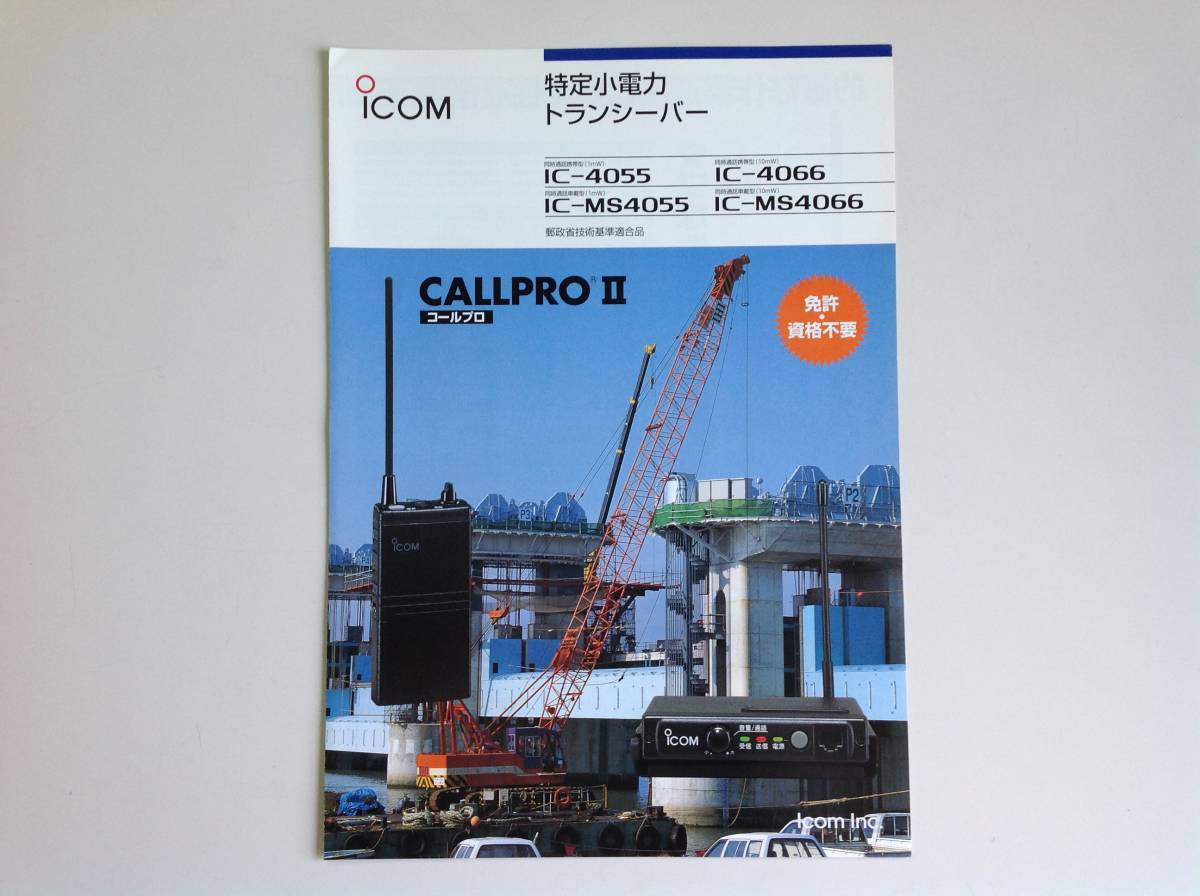 ICOM
特定小電力
トランシーバー
同時通話携帯型(1mW)
IC-4055
同時通話携帯型(10mW)
IC-4066
同時通話車載型(1mW)
IC-MS4055
同時通話車載型(10mW)
IC-MS4066
郵政省技術基準適合品
CALLPRO® II
コールプロ
免許・
資格不要
P3
P2
ICOM
ICOM
音量/通話
受信 送信 電源
Icom Inc.